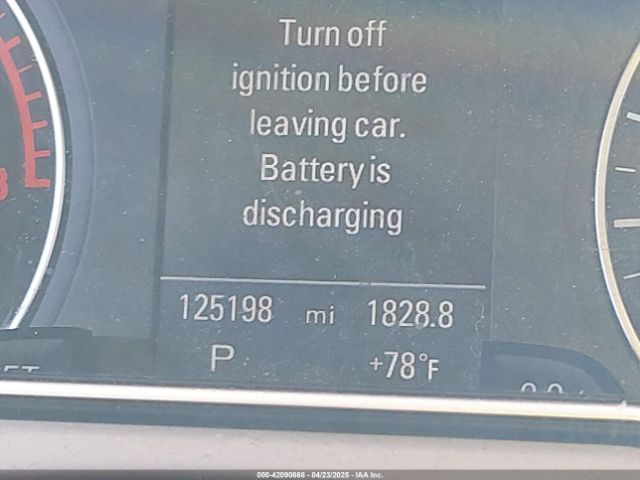 Turn off
ignition before
leaving car.
Battery is
discharging
125198 mi 1828.8
P +78°F
000-42090868 - 04/23/2025 - IAA Inc.